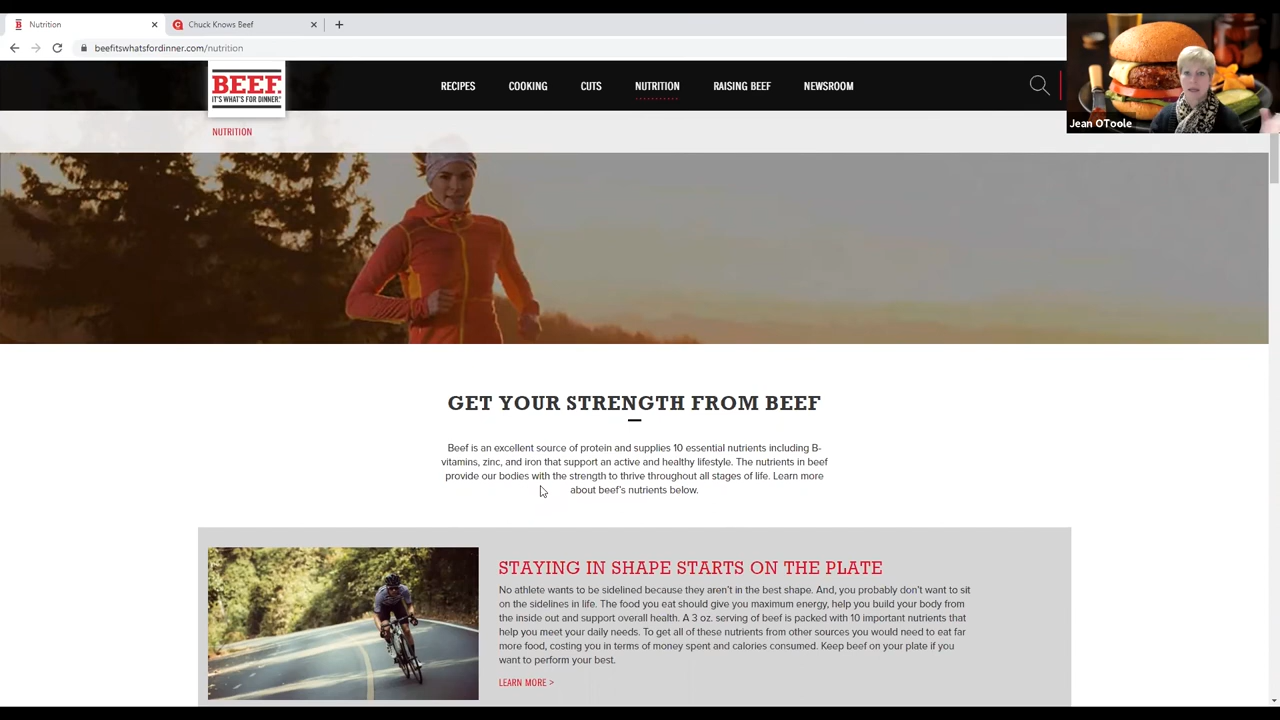 Nutrition
Chuck Knows Beef
beefitswhatsfordinner.com/nutrition
BEEF.
IT'S WHAT'S FOR DINNER.®
RECIPES
COOKING
CUTS
NUTRITION
RAISING BEEF
NEWSROOM
Jean OToole
NUTRITION
GET YOUR STRENGTH FROM BEEF
Beef is an excellent source of protein and supplies 10 essential nutrients including B-
vitamins, zinc, and iron that support an active and healthy lifestyle. The nutrients in beef
provide our bodies with the strength to thrive throughout all stages of life. Learn more
about beef's nutrients below.
STAYING IN SHAPE STARTS ON THE PLATE
No athlete wants to be sidelined because they aren't in the best shape. And, you probably don't want to sit
on the sidelines in life. The food you eat should give you maximum energy, help you build your body from
the inside out and support overall health. A 3 oz. serving of beef is packed with 10 important nutrients that
help you meet your daily needs. To get all of these nutrients from other sources you would need to eat far
more food, costing you in terms of money spent and calories consumed. Keep beef on your plate if you
want to perform your best.
LEARN MORE >